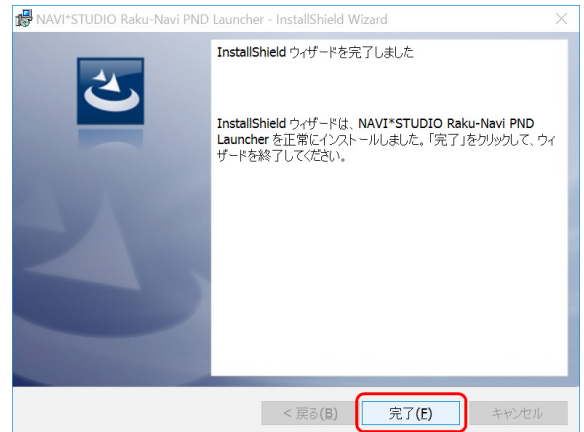 NAVI*STUDIO Raku-Navi PND Launcher - InstallShield Wizard
InstallShield ウィザードを完了しました
InstallShield ウィザードは、NAVI*STUDIO Raku-Navi PND
Launcher を正常にインストールしました。「完了」をクリックして、ウィ
ザードを終了してください。
< 戻る(B) 完了(F) キャンセル